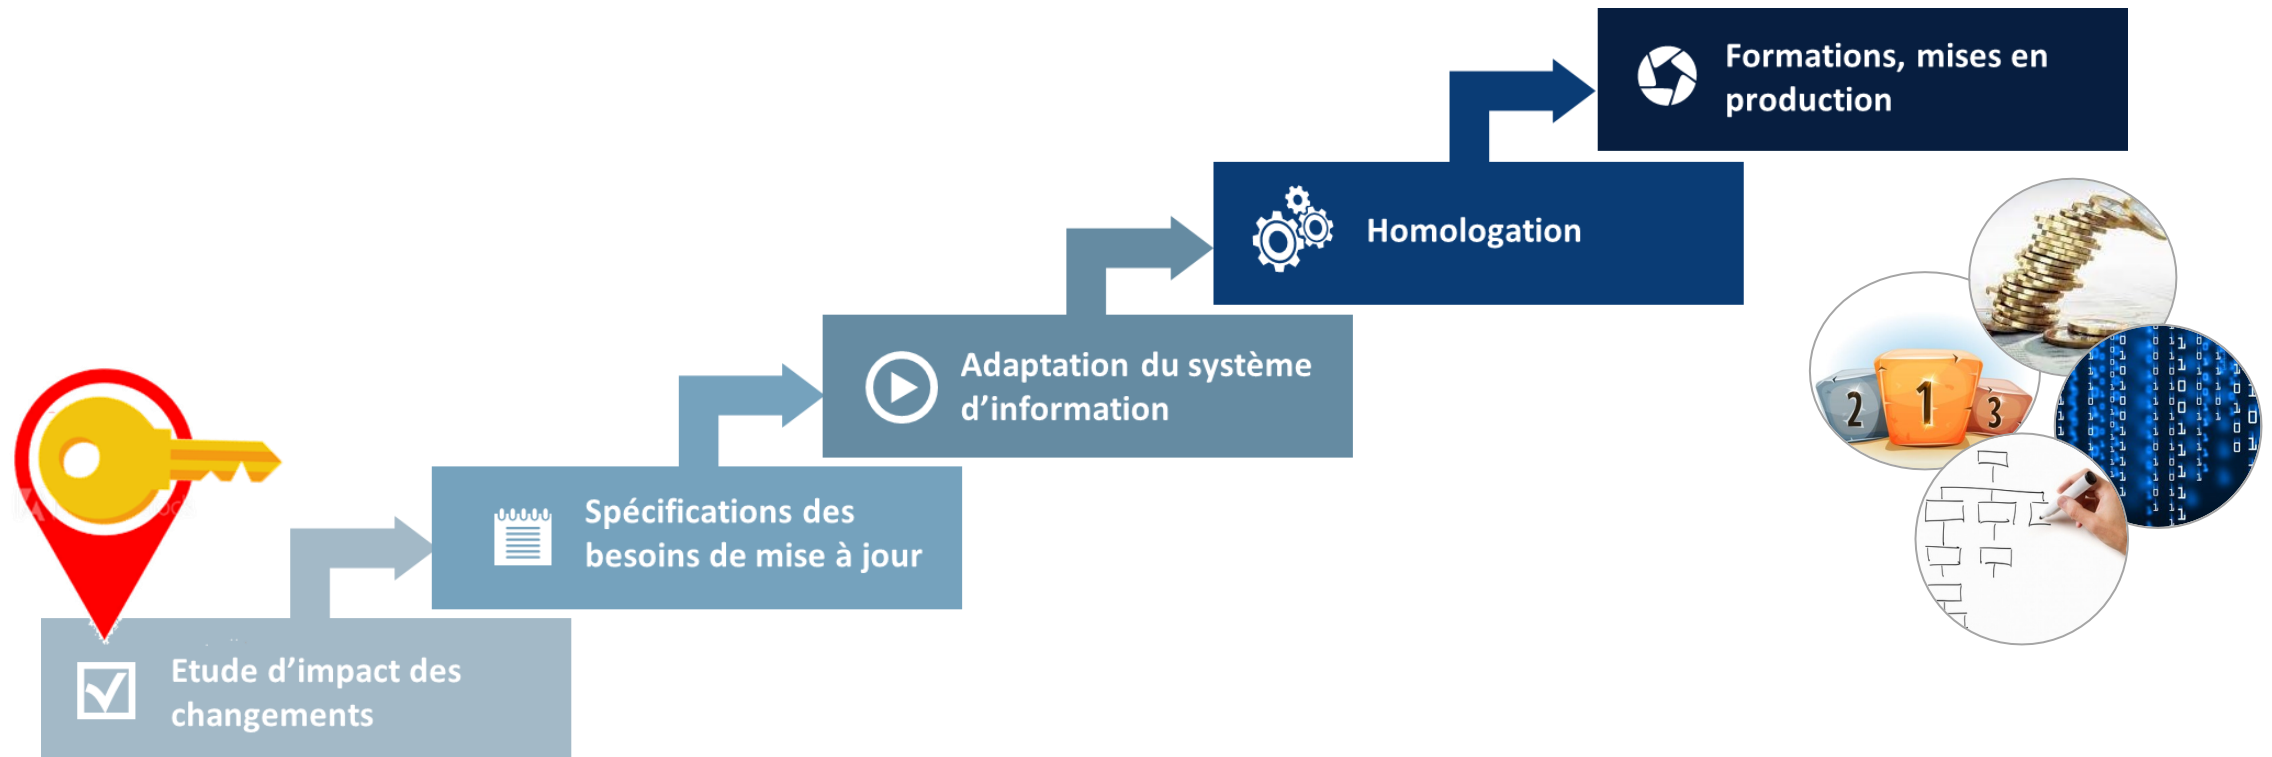 Formations, mises en
production
Homologation
Adaptation du système
d'information
Spécifications des
besoins de mise à jour
Etude d'impact des
changements
2
1
3